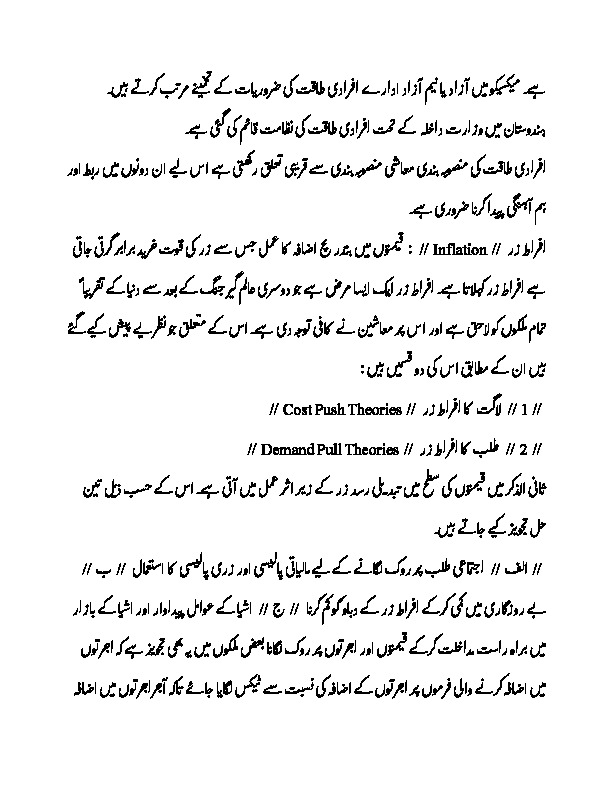 ہے۔ میکسیکو میں آزاد یا نیم آزاد ادارے افرادی طاقت کی ضروریات کے تخمینے مرتب کرتے ہیں۔
ہندوستان میں وزارت داخلہ کے تحت افرادی طاقت کی نظامت قائم کی گئی ہے۔
افرادی طاقت کی منصوبہ بندی معاشی منصوبہ بندی سے قریبی تعلق رکھتی ہے اس لیے ان دونوں میں ربط اور
ہم آہنگی پیدا کرنا ضروری ہے۔
افراط زر // Inflation // : قیمتوں میں بتدریج اضافہ کا عمل جس سے زر کی قوت خرید برابر گرتی جاتی
ہے افراط زر کہلاتا ہے۔ افراط زر ایک ایسا مرض ہے جو دوسری عالم گیر جنگ کے بعد سے دنیا کے تقریباً
تمام ملکوں کو لاحق ہے اور اس پر معاشین نے کافی توجہ دی ہے۔ اس کے متعلق جو نظریے پیش کیے گئے
ہیں ان کے مطابق اس کی دو قسمیں ہیں :
// 1 // لاگت کا افراط زر // Cost Push Theories //
// 2 // طلب کا افراط زر // Demand Pull Theories //
ثانی الذکر میں قیمتوں کی سطح میں تبدیلی رسد زر کے زیر اثر عمل میں آتی ہے۔ اس کے حسب ذیل تین
حل تجویز کیے جاتے ہیں۔
// الف // اجتماعی طلب پر روک لگانے کے لیے مالیاتی پالیسی اور زری پالیسی کا استعمال // ب //
بے روزگاری میں کمی کرکے افراط زر کے دباو کو کم کرنا // ج // اشیا کے عوامل پیداوار اور اشیا کے بازار
میں براہ راست مداخلت کرکے قیمتوں اور اجرتوں پر روک لگانا بعض ملکوں میں یہ بھی تجویز ہے کہ اجرتوں
میں اضافہ کرنے والی فرموں پر اجرتوں کے اضافہ کی نسبت سے ٹیکس لگایا جائے تاکہ آجر اجرتوں میں اضافہ